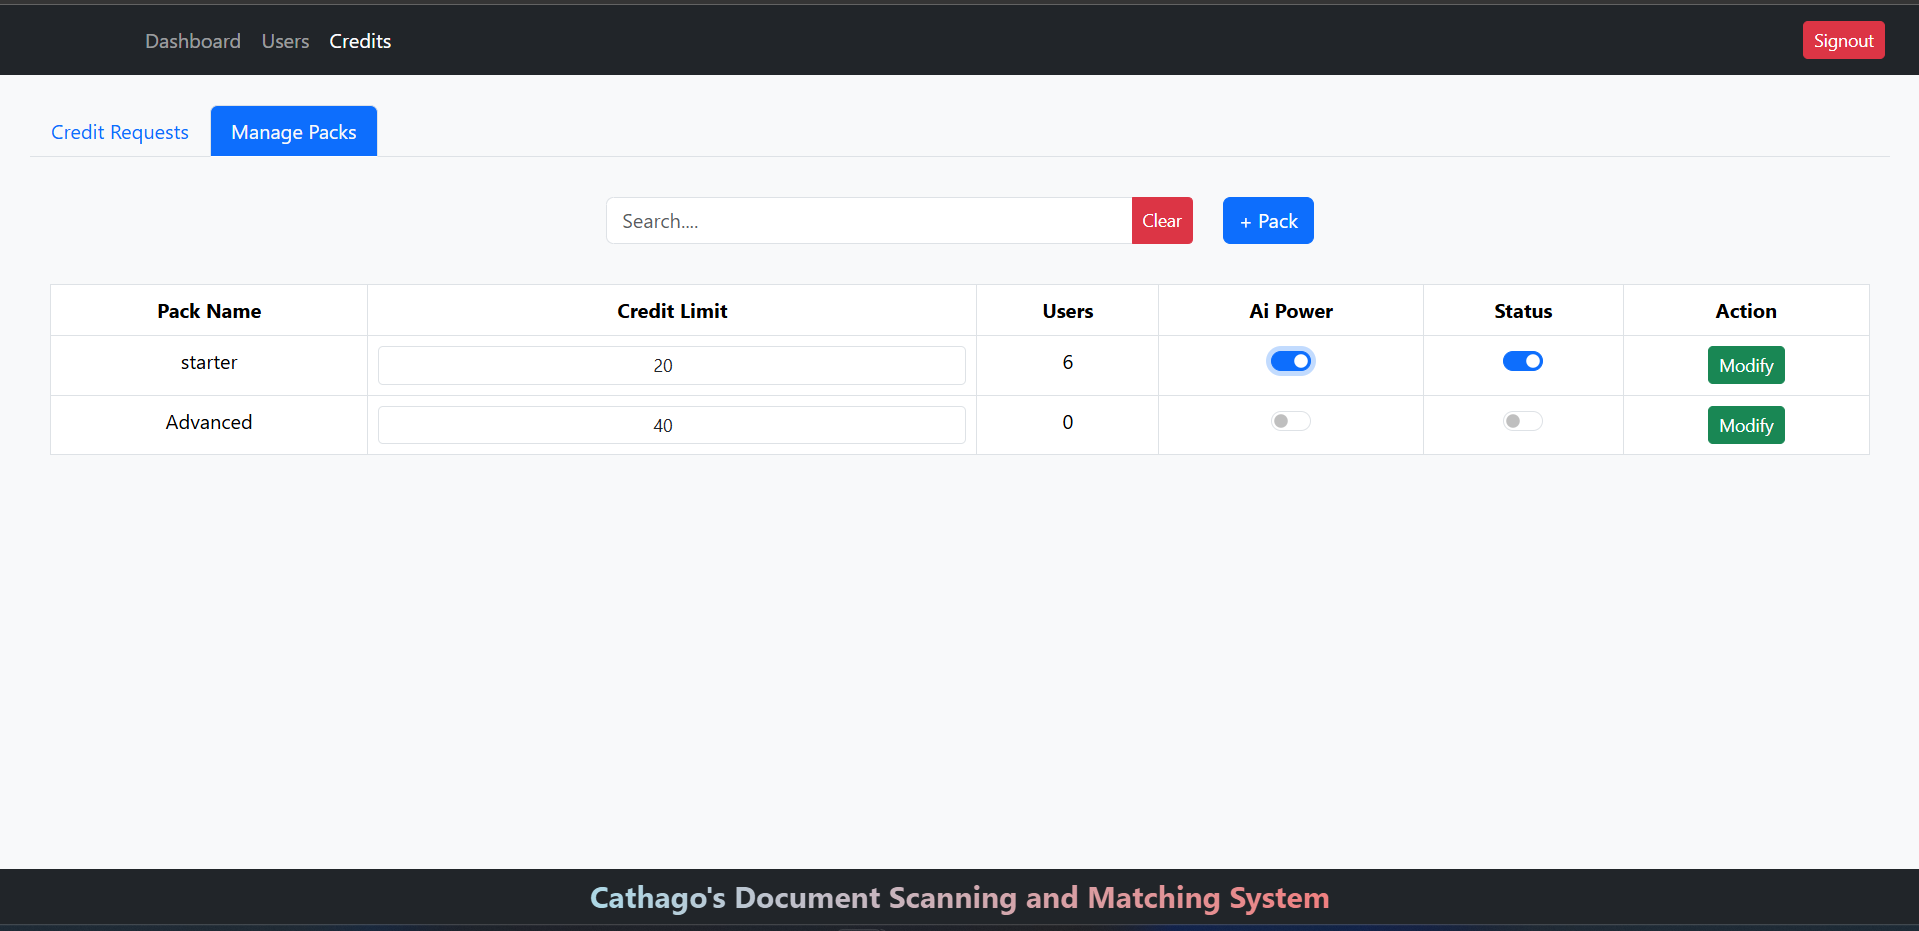 Dashboard Users Credits Signout
Credit Requests Manage Packs
Search.... Clear + Pack
Pack Name Credit Limit Users Ai Power Status Action
starter 20 6 Modify
Advanced 40 0 Modify
Cathago's Document Scanning and Matching System